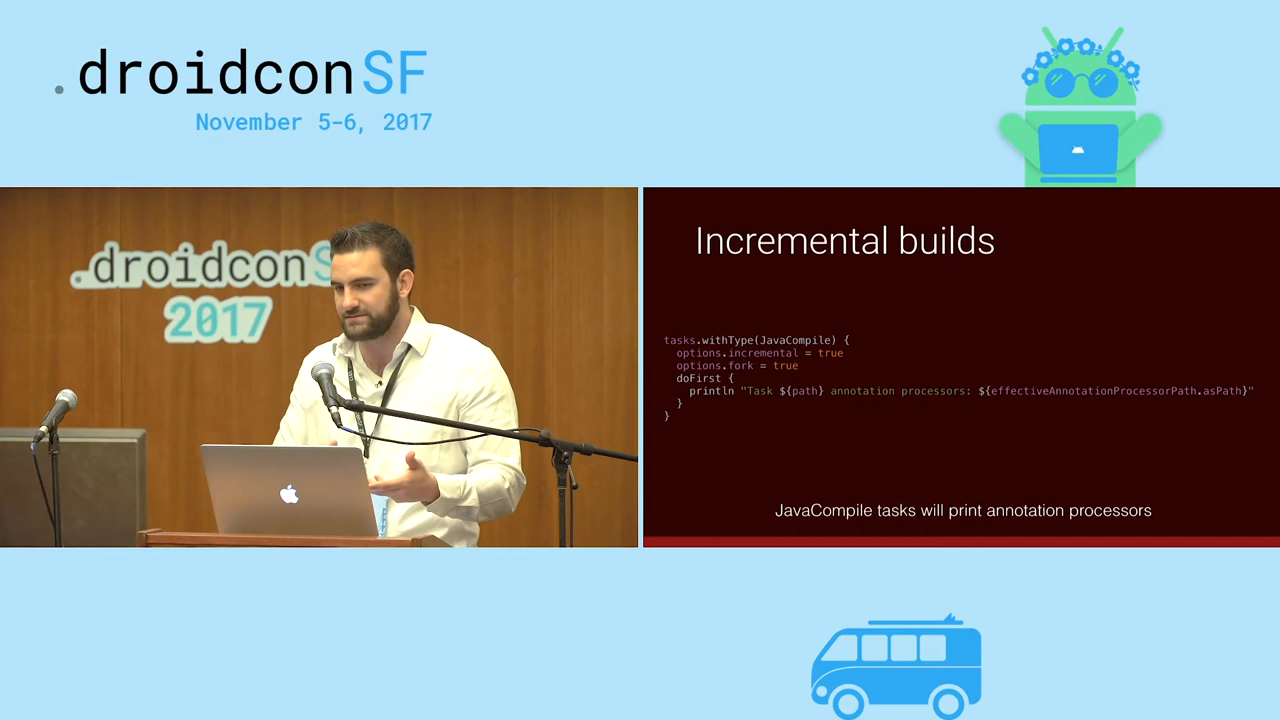 .droidconSF
November 5-6, 2017
.droidconS
2017
Incremental builds
tasks.withType(JavaCompile) {
options.incremental = true
options.fork = true
doFirst {
println "Task ${path} annotation processors: ${effectiveAnnotationProcessorPath.asPath}"
}
}
JavaCompile tasks will print annotation processors